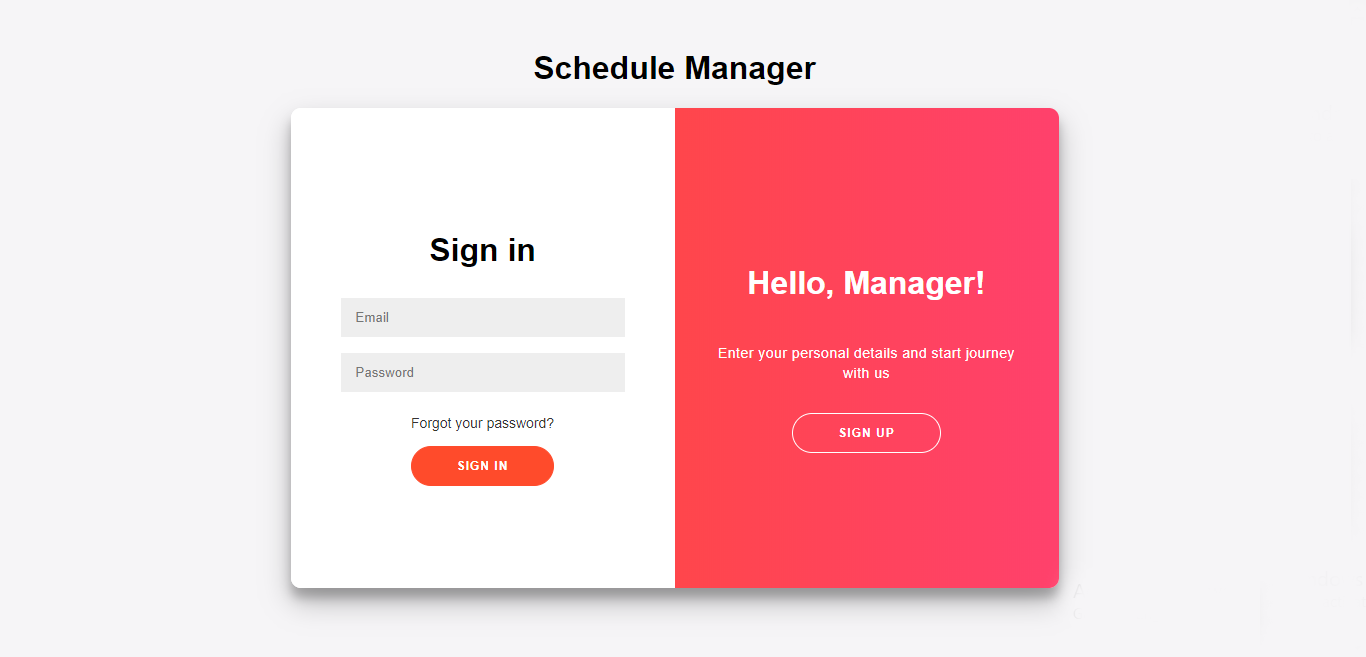 Schedule Manager
Sign in
Email
Password
Forgot your password?
SIGN IN
Hello, Manager!
Enter your personal details and start journey
with us
SIGN UP